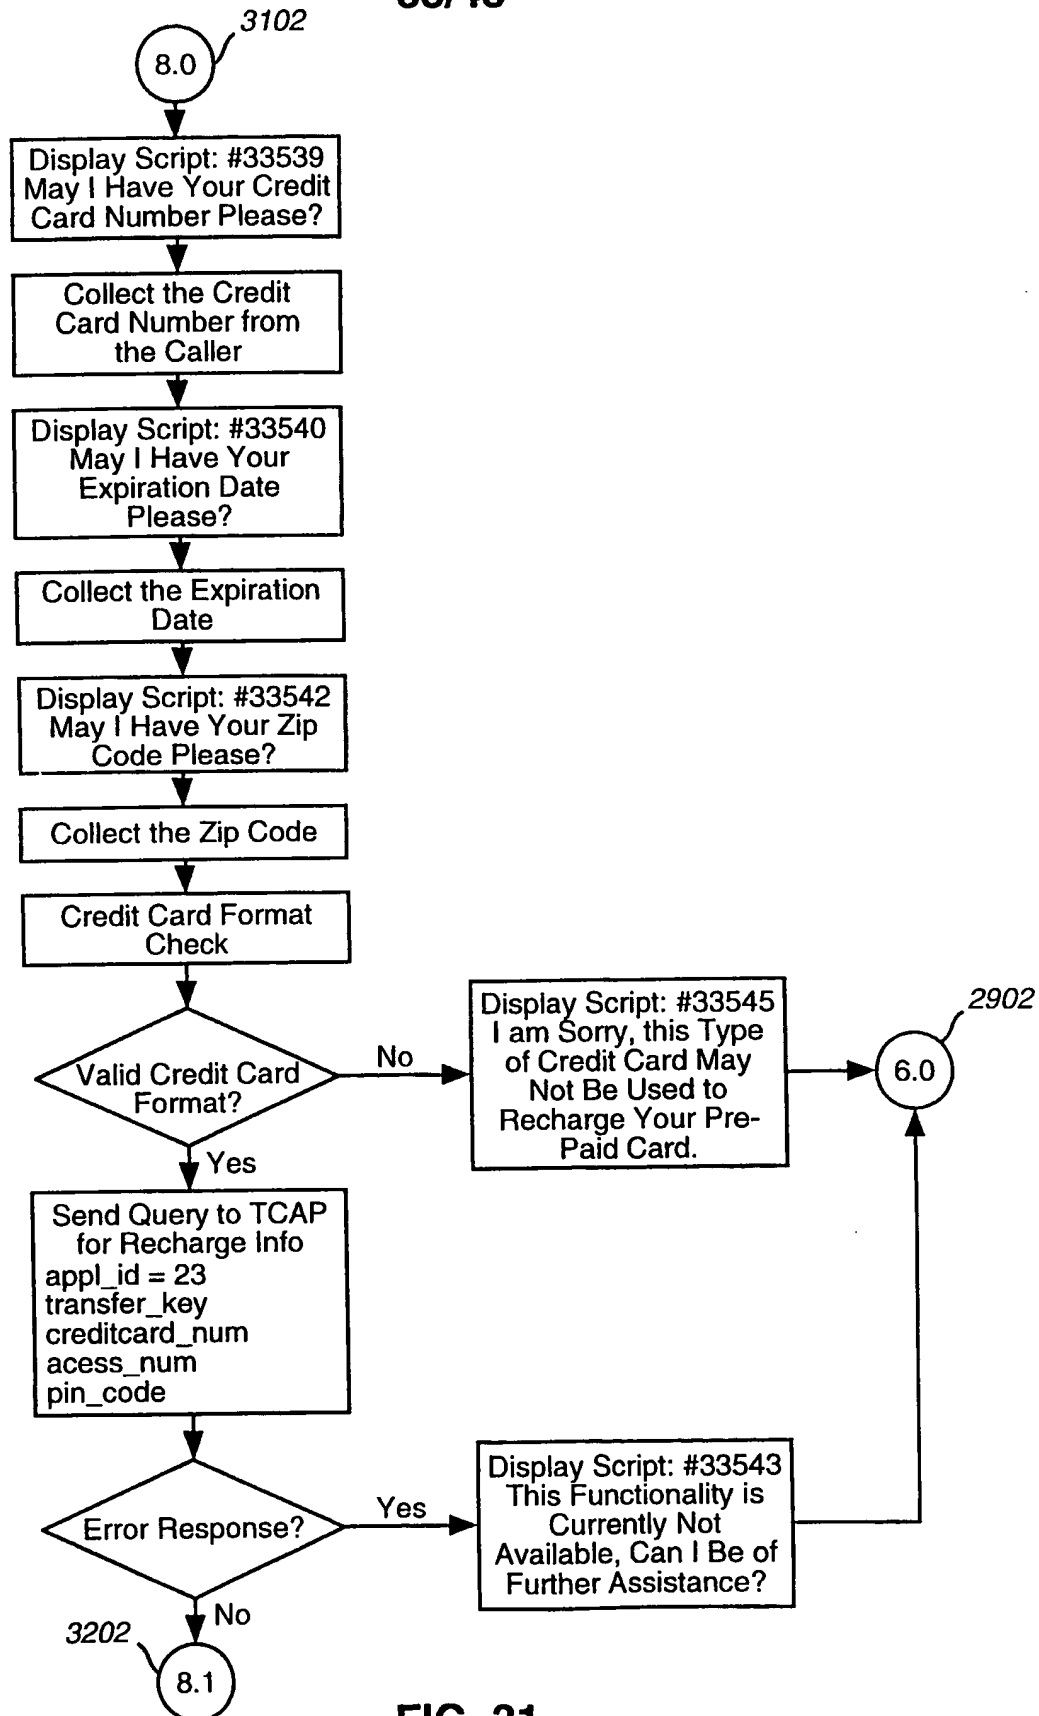 3102
8.0
Display Script: #33539
May I Have Your Credit
Card Number Please?
Collect the Credit
Card Number from
the Caller
Display Script: #33540
May I Have Your
Expiration Date
Please?
Collect the Expiration
Date
Display Script: #33542
May I Have Your Zip
Code Please?
Collect the Zip Code
Credit Card Format
Check
Valid Credit Card
Format?
No
Display Script: #33545
I am Sorry, this Type
of Credit Card May
Not Be Used to
Recharge Your Pre-
Paid Card.
2902
6.0
Yes
Send Query to TCAP
for Recharge Info
appl_id = 23
transfer_key
creditcard_num
acess_num
pin_code
Error Response?
Yes
Display Script: #33543
This Functionality is
Currently Not
Available, Can I Be of
Further Assistance?
No
3202
8.1